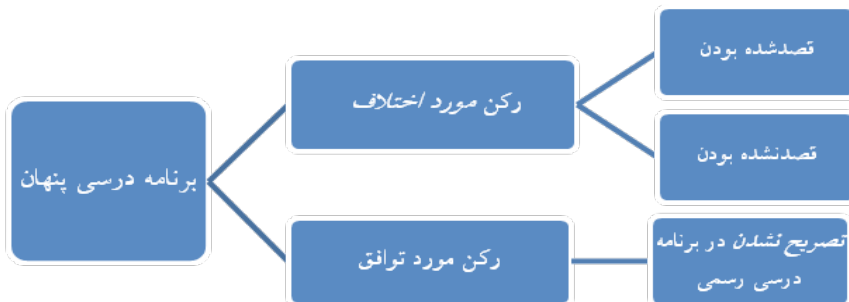 برنامه درسی پنهان
رکن مورد اختلاف
قصدشده بودن
قصدنشده بودن
رکن مورد توافق
تصریح نشدن در برنامه
درسی رسمی